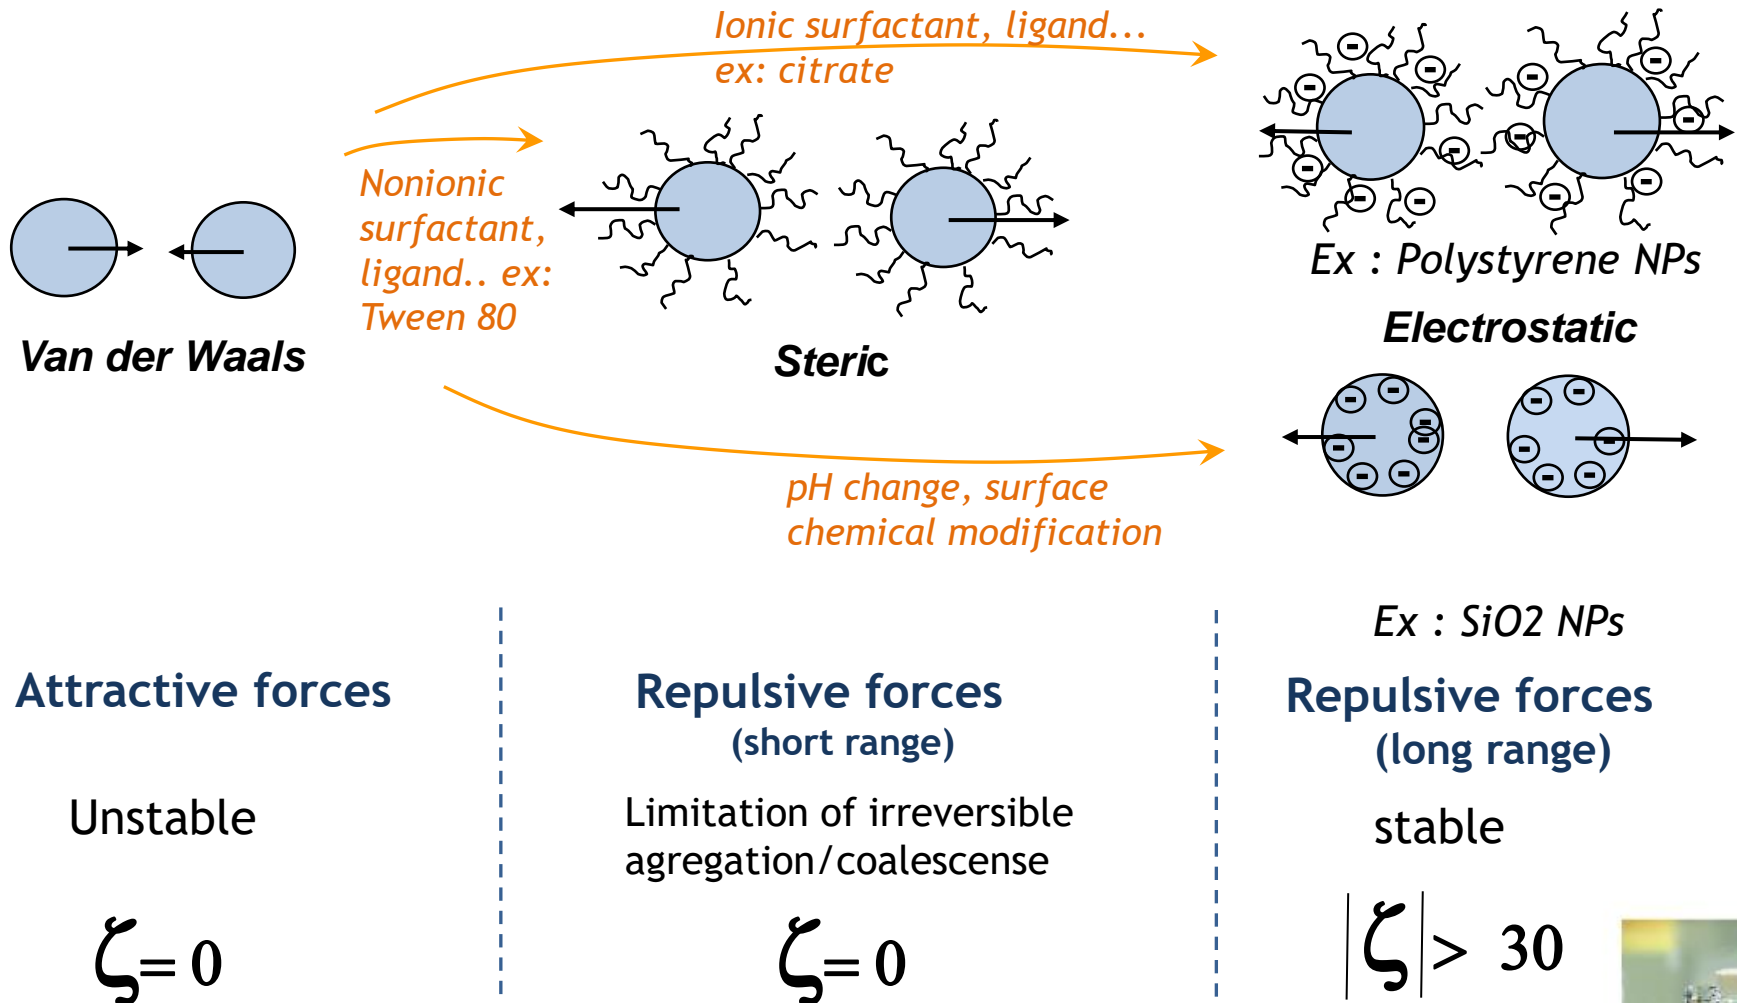 Ionic surfactant, ligand...
ex: citrate
Nonionic
surfactant,
ligand.. ex:
Tween 80
Van der Waals
Steric
Ex : Polystyrene NPs
Electrostatic
pH change, surface
chemical modification
Ex : SiO2 NPs
Attractive forces
Repulsive forces
(short range)
Repulsive forces
(long range)
Unstable
Limitation of irreversible
agregation/coalescense
stable
ζ= 0
ζ= 0
|ζ| > 30